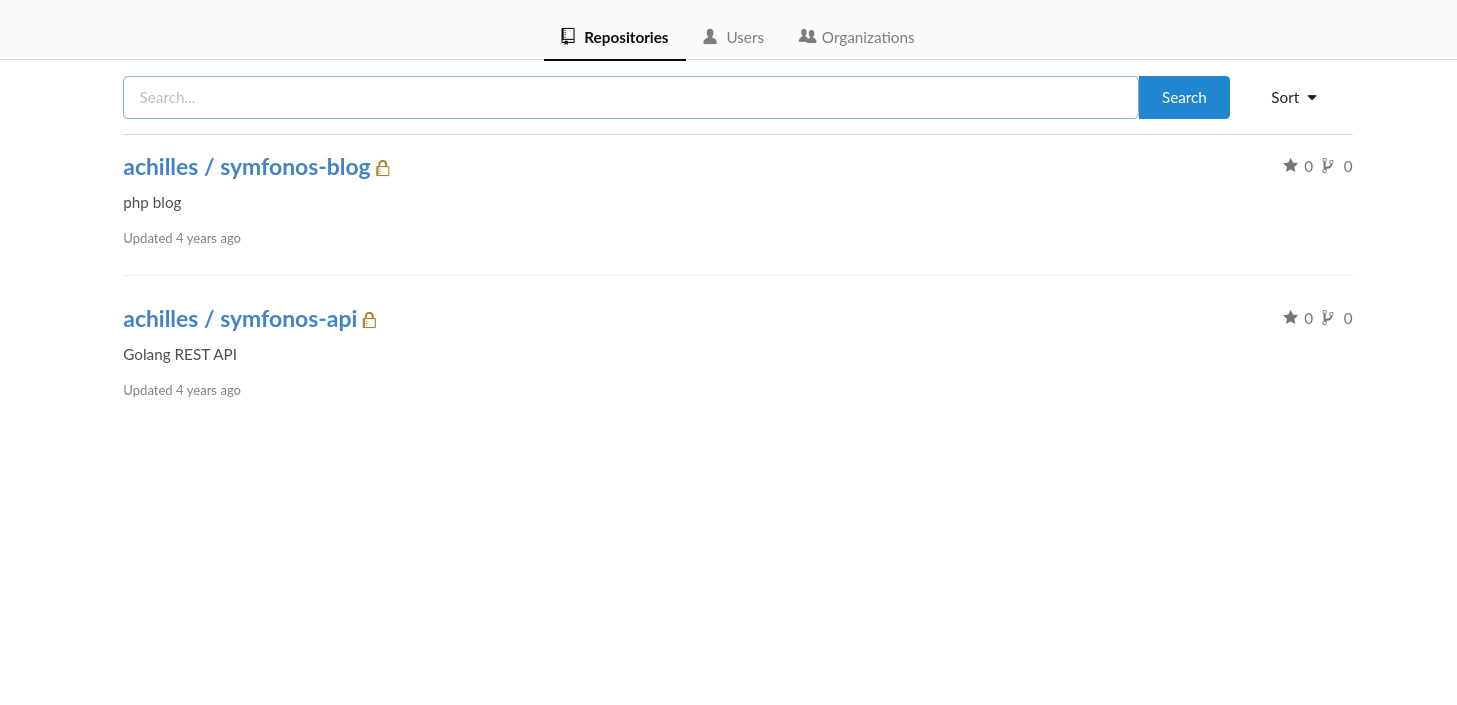 Repositories Users Organizations
Search... Search Sort
achilles / symfonos-blog 0 0
php blog
Updated 4 years ago
achilles / symfonos-api 0 0
Golang REST API
Updated 4 years ago